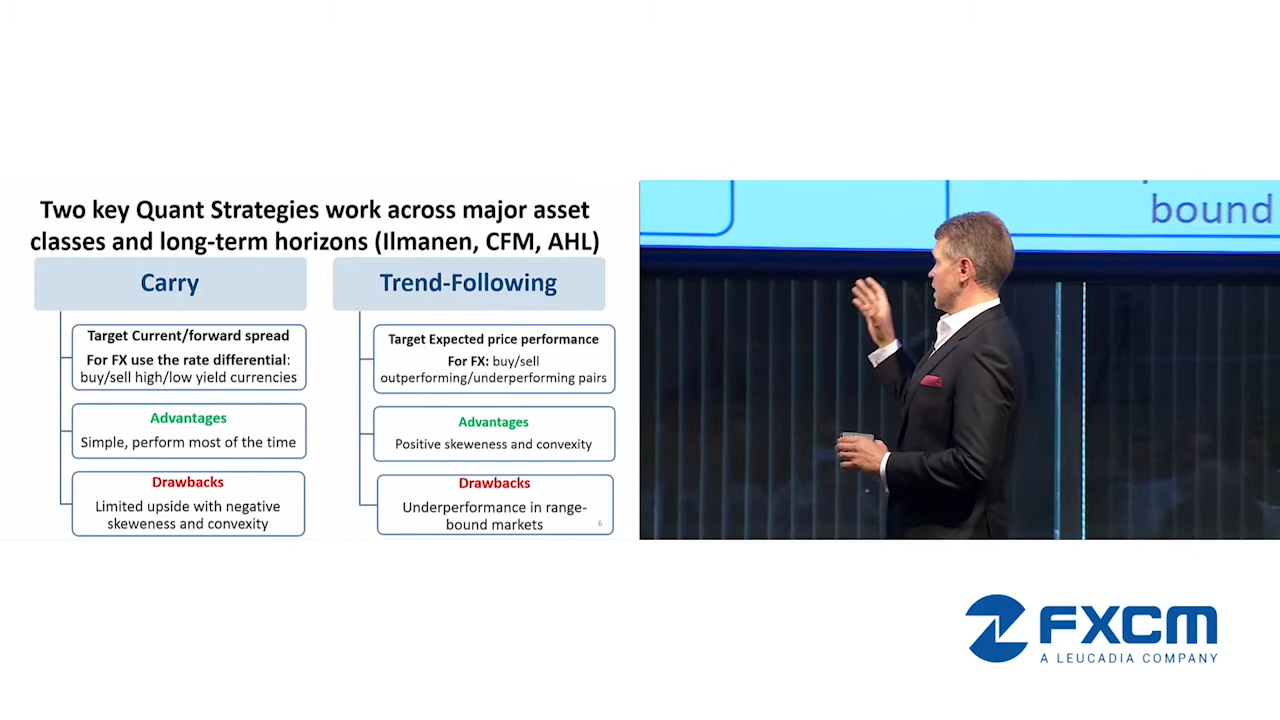 Two key Quant Strategies work across major asset
classes and long-term horizons (Ilmanen, CFM, AHL)
Carry
Target Current/forward spread
For FX use the rate differential:
buy/sell high/low yield currencies
Advantages
Simple, perform most of the time
Drawbacks
Limited upside with negative
skeweness and convexity
Trend-Following
Target Expected price performance
For FX: buy/sell
outperforming/underperforming pairs
Advantages
Positive skeweness and convexity
Drawbacks
Underperformance in range-
bound markets
6
bound
FXCM
A LEUCADIA COMPANY